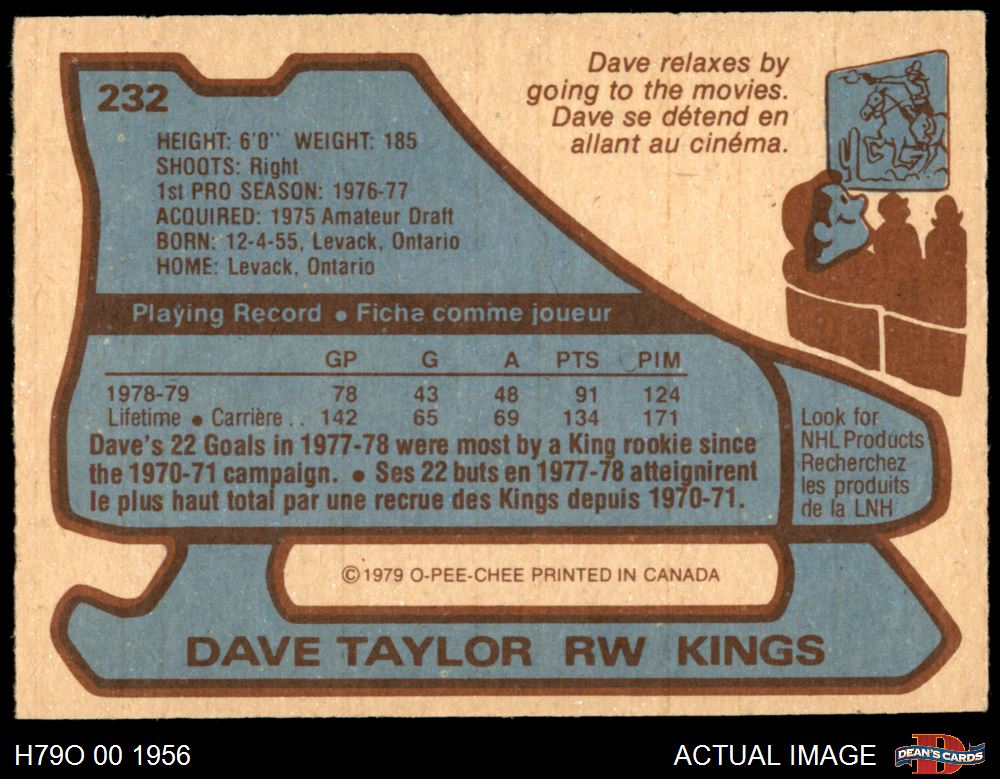 232
HEIGHT: 6'0" WEIGHT: 185
SHOOTS: Right
1st PRO SEASON: 1976-77
ACQUIRED: 1975 Amateur Draft
BORN: 12-4-55, Levack, Ontario
HOME: Levack, Ontario
Dave relaxes by
going to the movies.
Dave se détend en
allant au cinéma.
Playing Record • Fiche comme joueur
GP G A PTS PIM
1978-79 78 43 48 91 124
Lifetime • Carrière .. 142 65 69 134 171
Dave's 22 Goals in 1977-78 were most by a King rookie since
the 1970-71 campaign. • Ses 22 buts en 1977-78 atteignirent
le plus haut total par une recrue des Kings depuis 1970-71.
Look for
NHL Products
Recherchez
les produits
de la LNH
©1979 O-PEE-CHEE PRINTED IN CANADA
DAVE TAYLOR RW KINGS
H79O 00 1956
ACTUAL IMAGE
D
DEAN'S CARDS